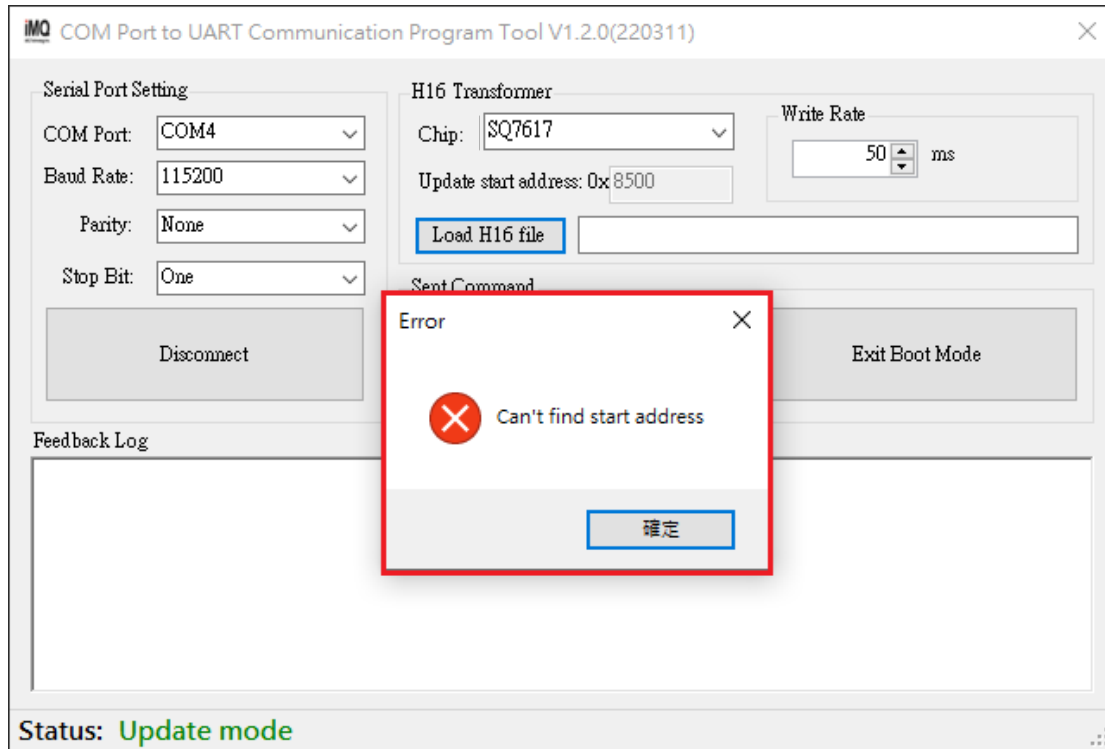 iMQ COM Port to UART Communication Program Tool V1.2.0(220311)
Serial Port Setting
COM Port: COM4
Baud Rate: 115200
Parity: None
Stop Bit: One
Disconnect
H16 Transformer
Chip: SQ7617
Update start address: 0x 8500
Load H16 file
Write Rate
50 ms
Sent Command
Exit Boot Mode
Error
Can't find start address
確定
Feedback Log
Status: Update mode